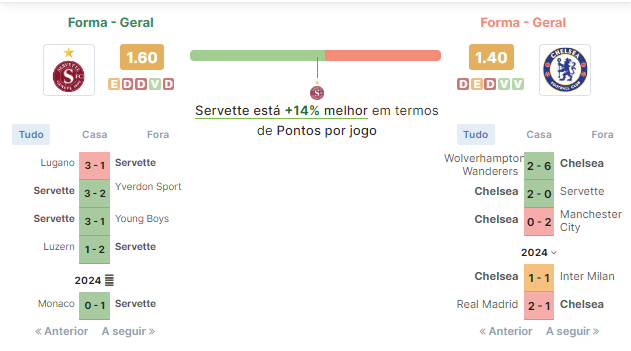 Forma - Geral
Forma - Geral
SERVETTE
1.60
1.40
CHELSEA
FOOTBALL CLUB
E D D V D
D E D V V
Servette está +14% melhor em termos
de Pontos por jogo
Tudo Casa Fora
Lugano 3 - 1 Servette
Servette 3 - 2 Yverdon Sport
Servette 3 - 1 Young Boys
Luzern 1 - 2 Servette
2024
Monaco 0 - 1 Servette
« Anterior A seguir »
Tudo Casa Fora
Wolverhampton
Wanderers 2 - 6 Chelsea
Chelsea 2 - 0 Servette
Chelsea 0 - 2 Manchester
City
2024
Chelsea 1 - 1 Inter Milan
Real Madrid 2 - 1 Chelsea
« Anterior A seguir »